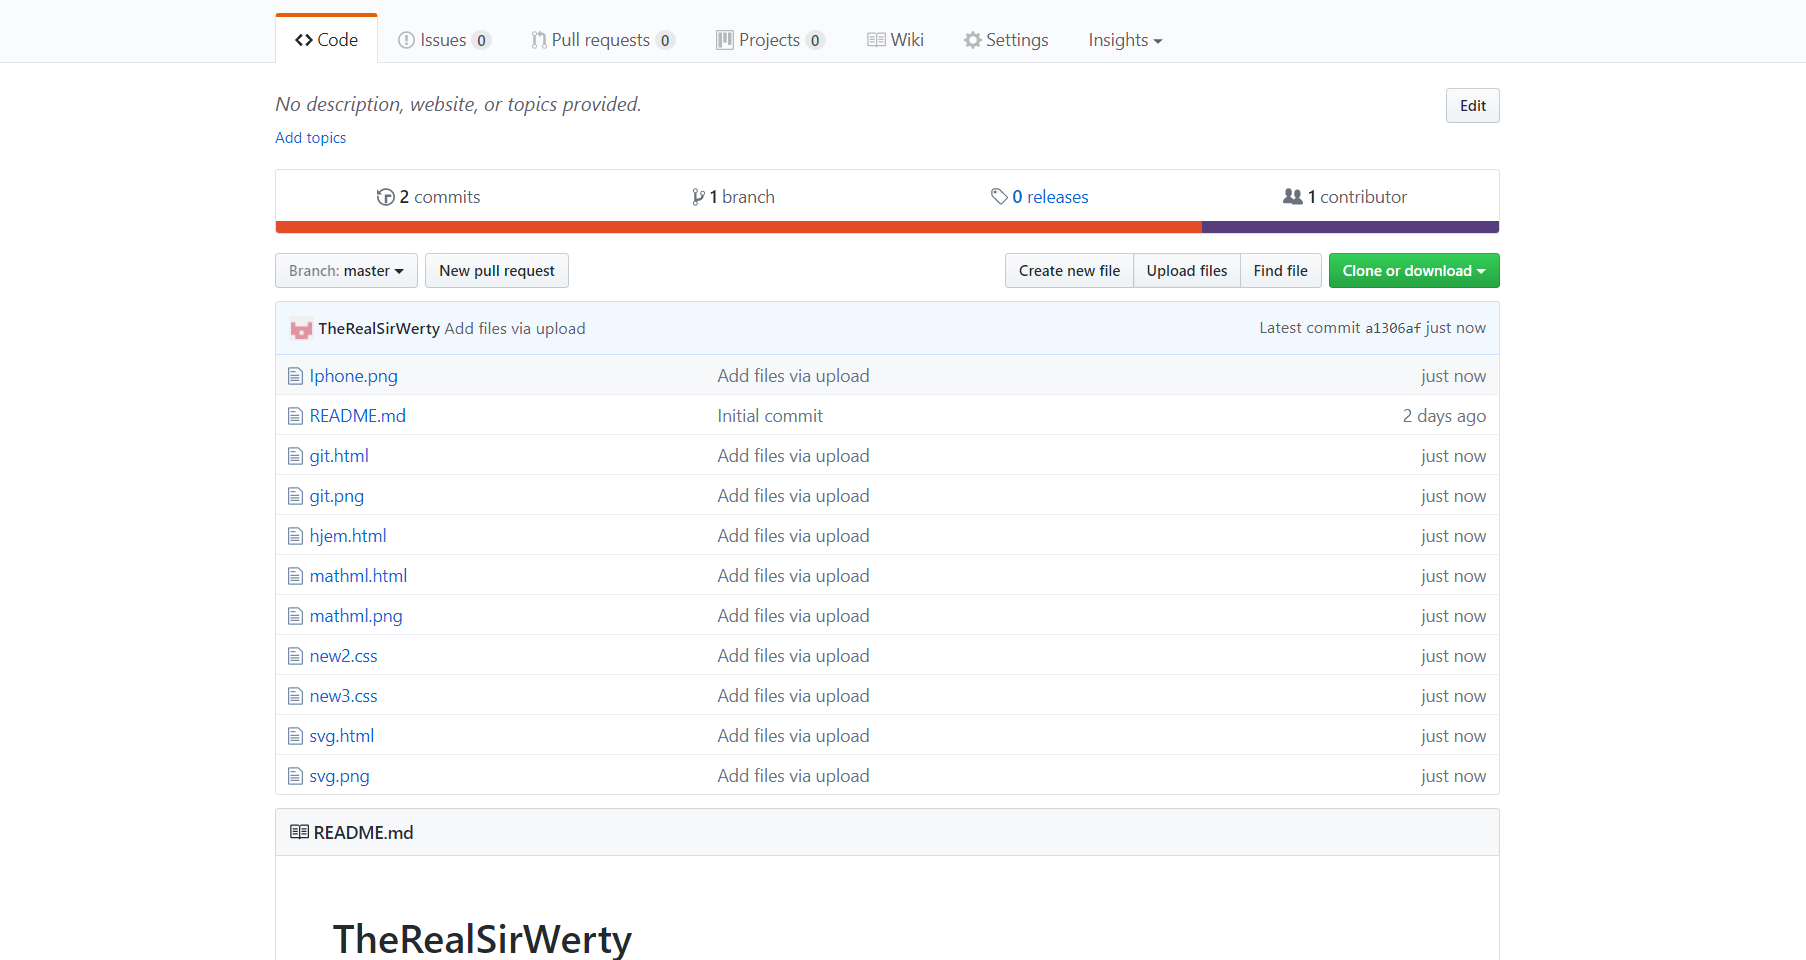 Code Issues 0 Pull requests 0 Projects 0 Wiki Settings Insights
No description, website, or topics provided. Edit
Add topics
2 commits 1 branch 0 releases 1 contributor
Branch: master New pull request Create new file Upload files Find file Clone or download
TheRealSirWerty Add files via upload Latest commit a1306af just now
Iphone.png Add files via upload just now
README.md Initial commit 2 days ago
git.html Add files via upload just now
git.png Add files via upload just now
hjem.html Add files via upload just now
mathml.html Add files via upload just now
mathml.png Add files via upload just now
new2.css Add files via upload just now
new3.css Add files via upload just now
svg.html Add files via upload just now
svg.png Add files via upload just now
README.md
TheRealSirWerty